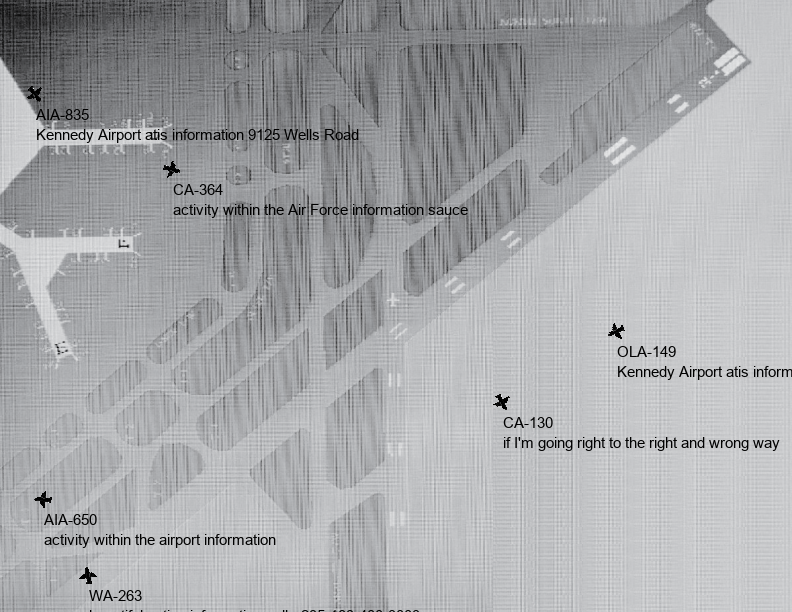 AIA-835
Kennedy Airport atis information 9125 Wells Road
CA-364
activity within the Air Force information sauce
OLA-149
Kennedy Airport atis inform
CA-130
if I'm going right to the right and wrong way
AIA-650
activity within the airport information
WA-263